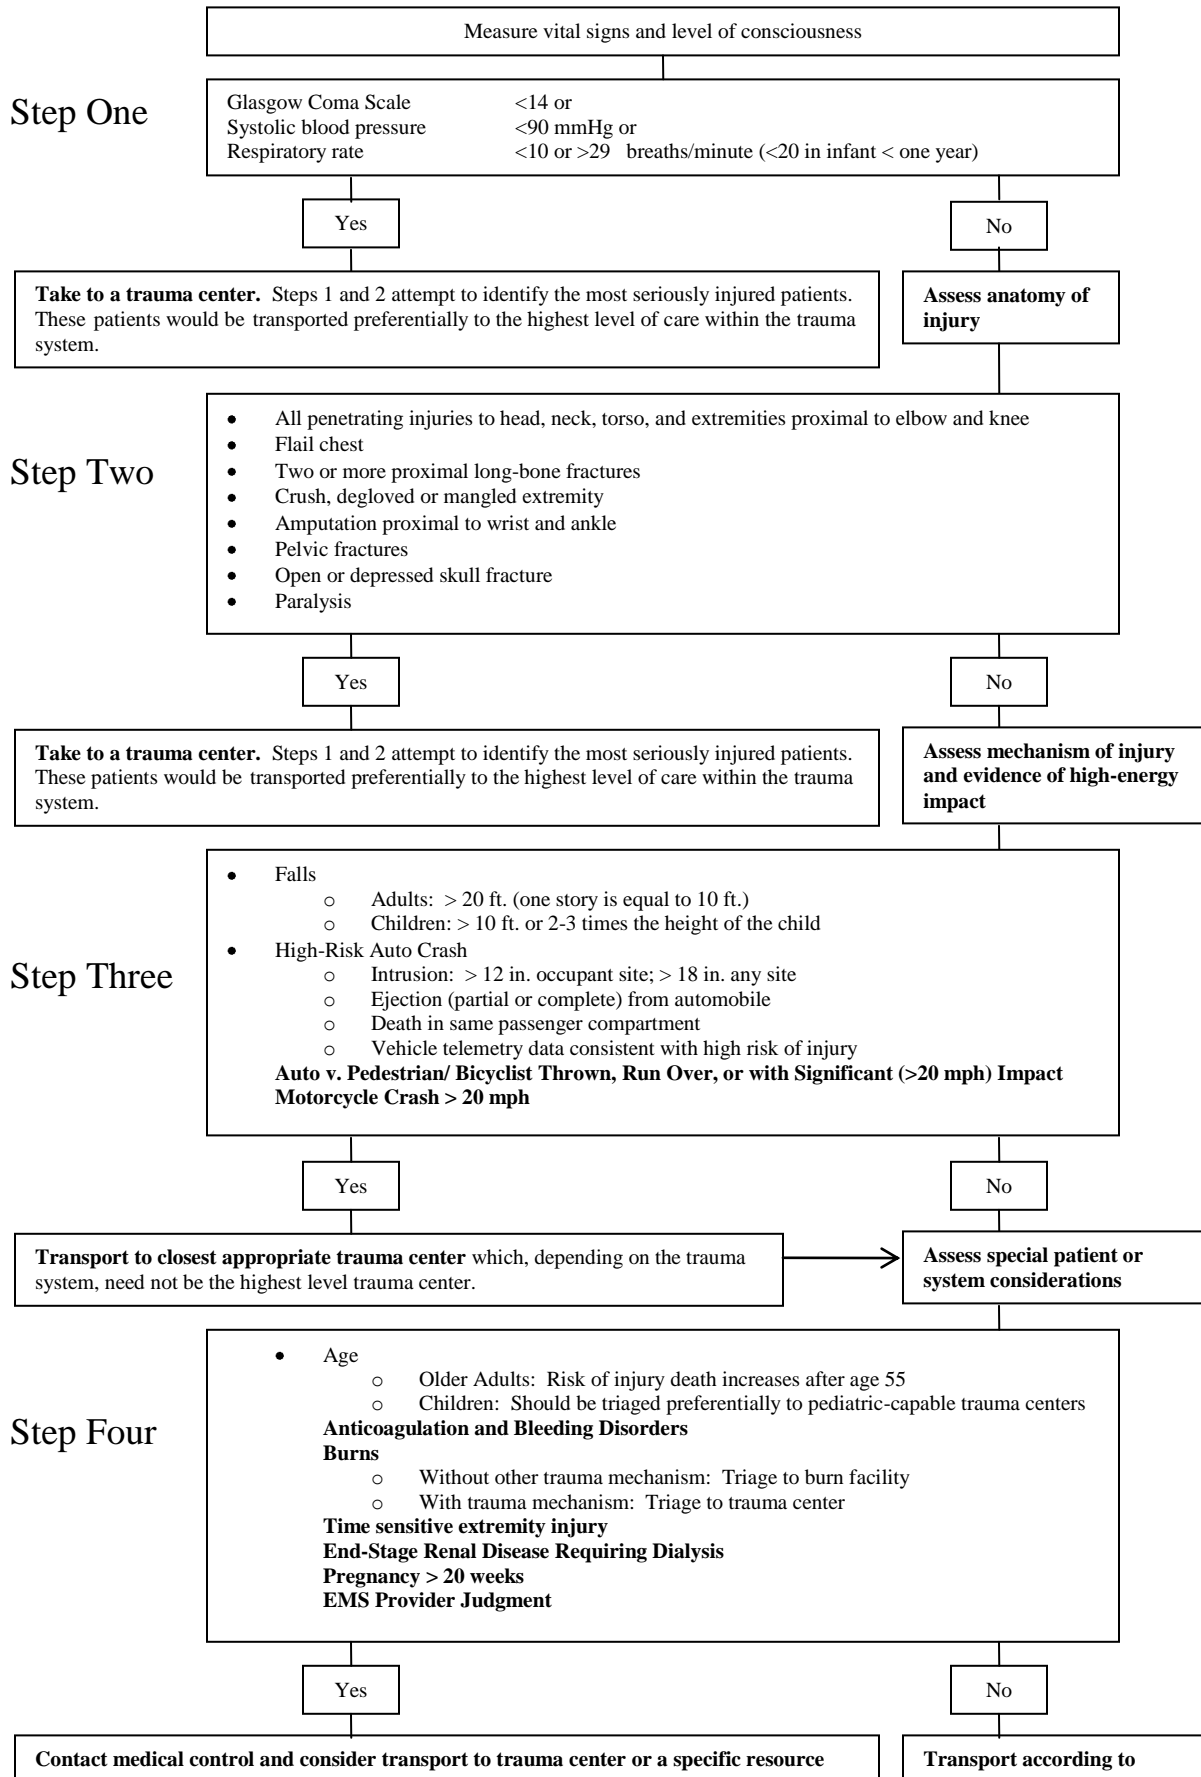 Measure vital signs and level of consciousness
Step One
Glasgow Coma Scale <14 or
Systolic blood pressure <90 mmHg or
Respiratory rate <10 or >29 breaths/minute (<20 in infant < one year)
Yes
No
Take to a trauma center. Steps 1 and 2 attempt to identify the most seriously injured patients.
These patients would be transported preferentially to the highest level of care within the trauma
system.
Assess anatomy of
injury
Step Two
• All penetrating injuries to head, neck, torso, and extremities proximal to elbow and knee
• Flail chest
• Two or more proximal long-bone fractures
• Crush, degloved or mangled extremity
• Amputation proximal to wrist and ankle
• Pelvic fractures
• Open or depressed skull fracture
• Paralysis
Yes
No
Take to a trauma center. Steps 1 and 2 attempt to identify the most seriously injured patients.
These patients would be transported preferentially to the highest level of care within the trauma
system.
Assess mechanism of injury
and evidence of high-energy
impact
Step Three
• Falls
o Adults: > 20 ft. (one story is equal to 10 ft.)
o Children: > 10 ft. or 2-3 times the height of the child
• High-Risk Auto Crash
o Intrusion: > 12 in. occupant site; > 18 in. any site
o Ejection (partial or complete) from automobile
o Death in same passenger compartment
o Vehicle telemetry data consistent with high risk of injury
Auto v. Pedestrian/ Bicyclist Thrown, Run Over, or with Significant (>20 mph) Impact
Motorcycle Crash > 20 mph
Yes
No
Transport to closest appropriate trauma center which, depending on the trauma
system, need not be the highest level trauma center.
Assess special patient or
system considerations
Step Four
• Age
o Older Adults: Risk of injury death increases after age 55
o Children: Should be triaged preferentially to pediatric-capable trauma centers
Anticoagulation and Bleeding Disorders
Burns
o Without other trauma mechanism: Triage to burn facility
o With trauma mechanism: Triage to trauma center
Time sensitive extremity injury
End-Stage Renal Disease Requiring Dialysis
Pregnancy > 20 weeks
EMS Provider Judgment
Yes
No
Contact medical control and consider transport to trauma center or a specific resource
Transport according to